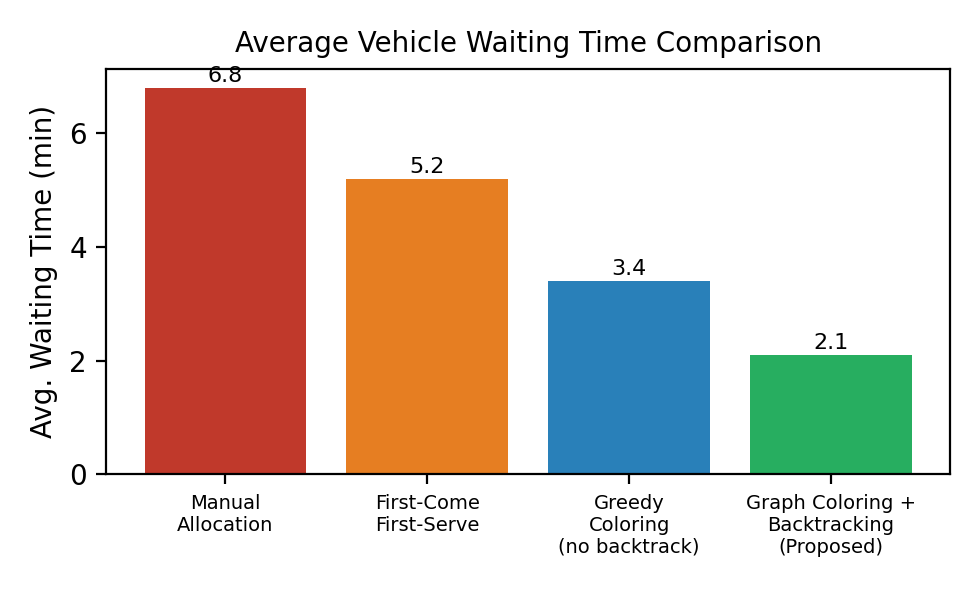 Average Vehicle Waiting Time Comparison
Avg. Waiting Time (min)
6
4
2
0
6.8
5.2
3.4
2.1
Manual
Allocation
First-Come
First-Serve
Greedy
Coloring
(no backtrack)
Graph Coloring +
Backtracking
(Proposed)